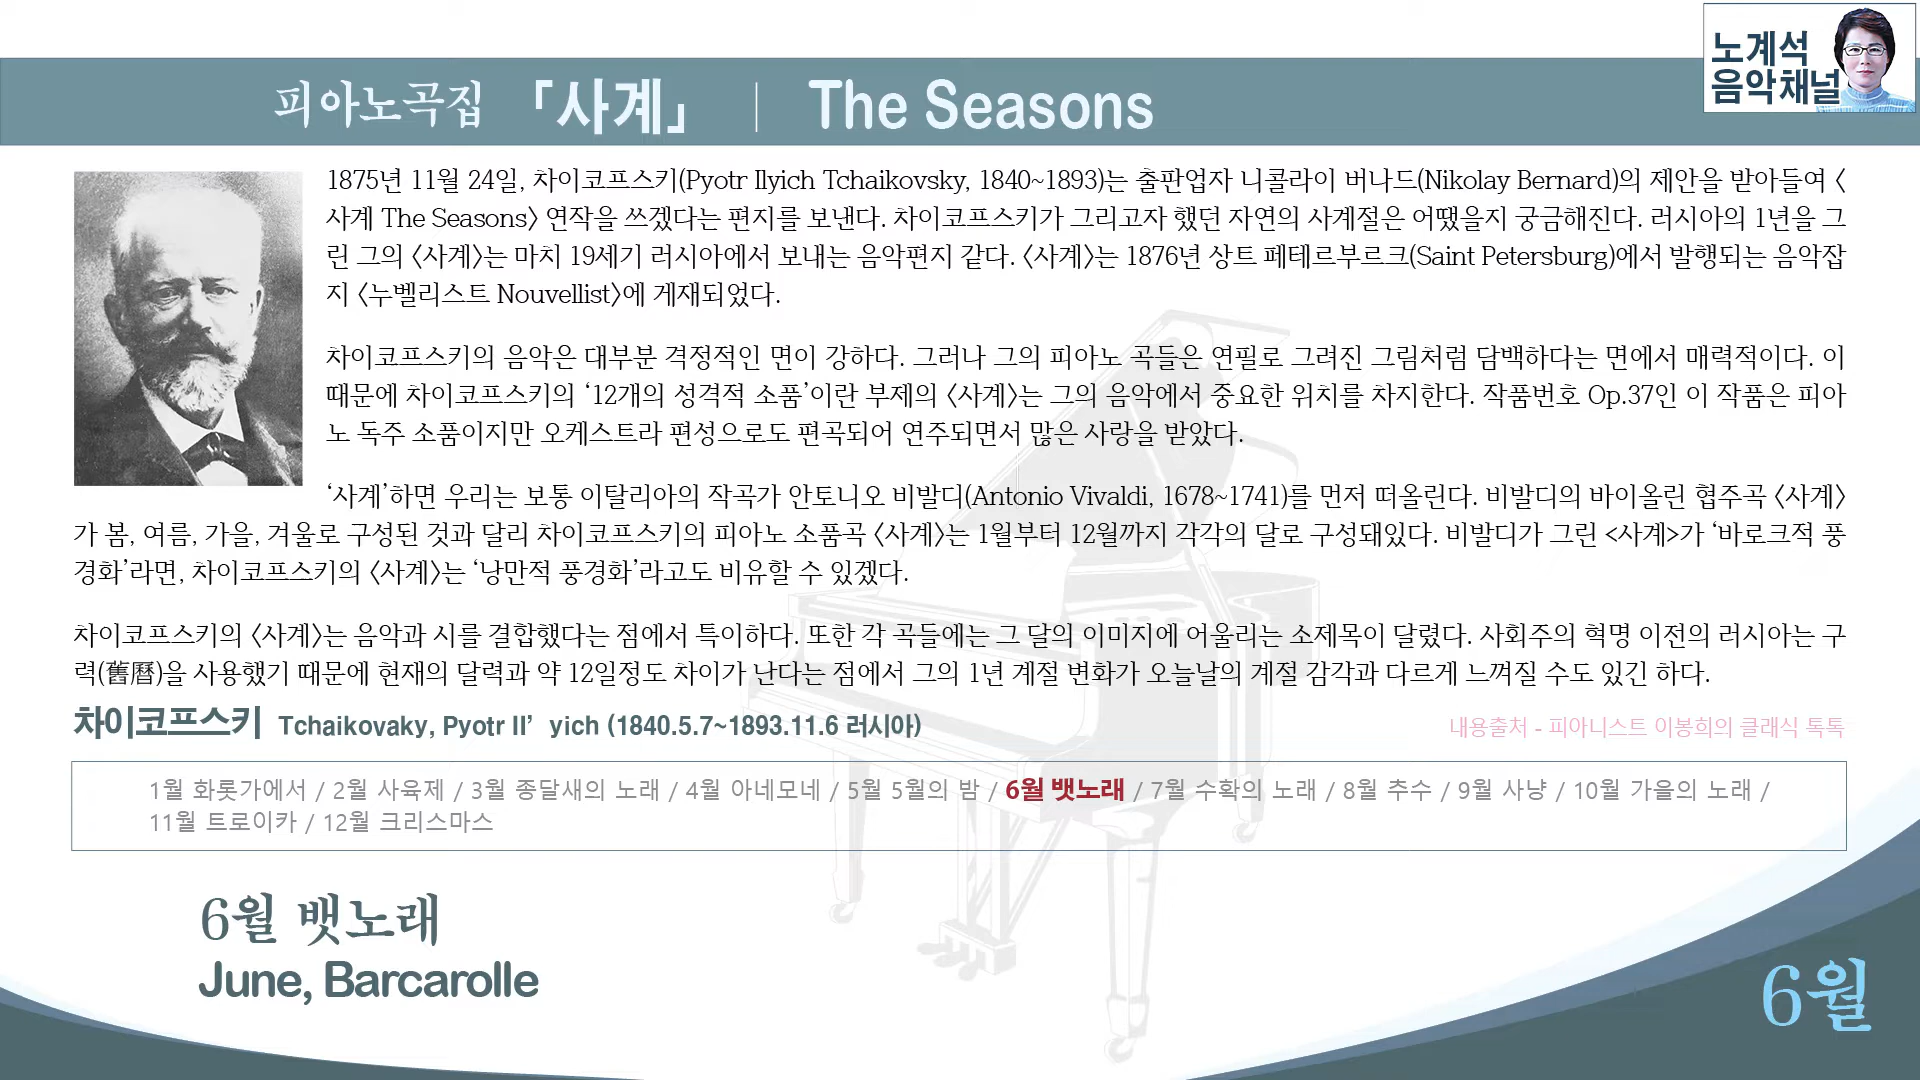 노계석
음악채널
피아노곡집 「사계」 | The Seasons
1875년 11월 24일, 차이코프스키(Pyotr Ilyich Tchaikovsky, 1840~1893)는 출판업자 니콜라이 버나드(Nikolay Bernard)의 제안을 받아들여 〈
사계 The Seasons〉 연작을 쓰겠다는 편지를 보낸다. 차이코프스키가 그리고자 했던 자연의 사계절은 어땠을지 궁금해진다. 러시아의 1년을 그
린 그의 〈사계〉는 마치 19세기 러시아에서 보내는 음악편지 같다. 〈사계〉는 1876년 상트 페테르부르크(Saint Petersburg)에서 발행되는 음악잡
지 〈누벨리스트 Nouvellist〉에 게재되었다.
차이코프스키의 음악은 대부분 격정적인 면이 강하다. 그러나 그의 피아노 곡들은 연필로 그려진 그림처럼 담백하다는 면에서 매력적이다. 이
때문에 차이코프스키의 ‘12개의 성격적 소품’이란 부제의 〈사계〉는 그의 음악에서 중요한 위치를 차지한다. 작품번호 Op.37인 이 작품은 피아
노 독주 소품이지만 오케스트라 편성으로도 편곡되어 연주되면서 많은 사랑을 받았다.
‘사계’하면 우리는 보통 이탈리아의 작곡가 안토니오 비발디(Antonio Vivaldi, 1678~1741)를 먼저 떠올린다. 비발디의 바이올린 협주곡 〈사계〉
가 봄, 여름, 가을, 겨울로 구성된 것과 달리 차이코프스키의 피아노 소품곡 〈사계〉는 1월부터 12월까지 각각의 달로 구성돼있다. 비발디가 그린 <사계>가 ‘바로크적 풍
경화’라면, 차이코프스키의 〈사계〉는 ‘낭만적 풍경화’라고도 비유할 수 있겠다.
차이코프스키의 〈사계〉는 음악과 시를 결합했다는 점에서 특이하다. 또한 각 곡들에는 그 달의 이미지에 어울리는 소제목이 달렸다. 사회주의 혁명 이전의 러시아는 구
력(舊曆)을 사용했기 때문에 현재의 달력과 약 12일정도 차이가 난다는 점에서 그의 1년 계절 변화가 오늘날의 계절 감각과 다르게 느껴질 수도 있긴 하다.
차이코프스키 Tchaikovaky, Pyotr Il’yich (1840.5.7~1893.11.6 러시아)
내용출처 - 피아니스트 이봉희의 클래식 톡톡
1월 화롯가에서 / 2월 사육제 / 3월 종달새의 노래 / 4월 아네모네 / 5월 5월의 밤 / 6월 뱃노래 / 7월 수확의 노래 / 8월 추수 / 9월 사냥 / 10월 가을의 노래 /
11월 트로이카 / 12월 크리스마스
6월 뱃노래
June, Barcarolle
6월